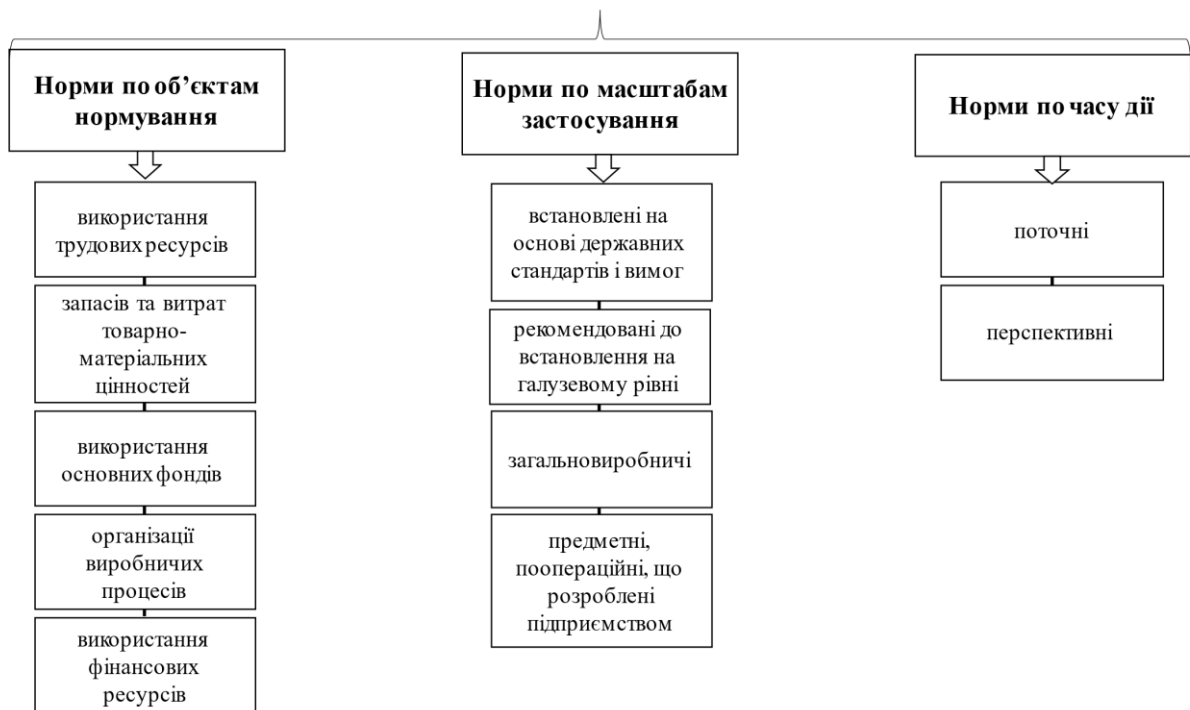 Норми по об’єктам
нормування
використання
трудових ресурсів
запасів та витрат
товарно-
матеріальних
цінностей
використання
основних фондів
організації
виробничих
процесів
використання
фінансових
ресурсів
Норми по масштабам
застосування
встановлені на
основі державних
стандартів і вимог
рекомендовані до
встановлення на
галузевому рівні
загальновиробничі
предметні,
поопераційні, що
розроблені
підприємством
Норми по часу дії
поточні
перспективні